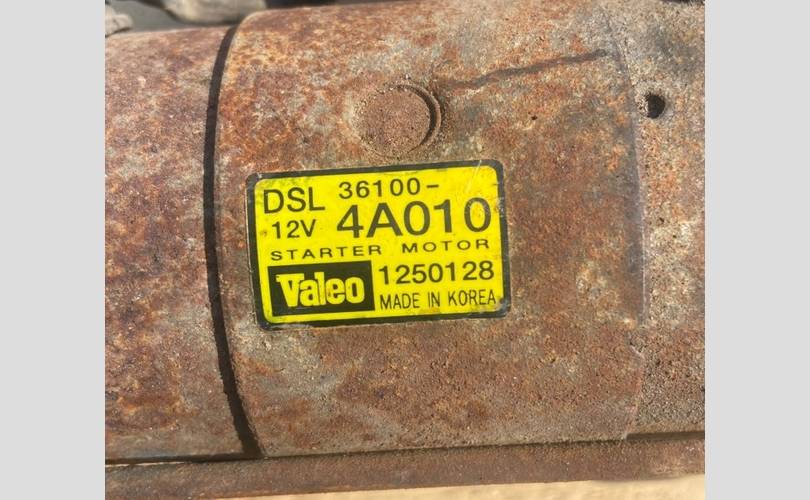 DSL 36100-
12V 4A010
STARTER MOTOR
Valeo 1250128
MADE IN KOREA